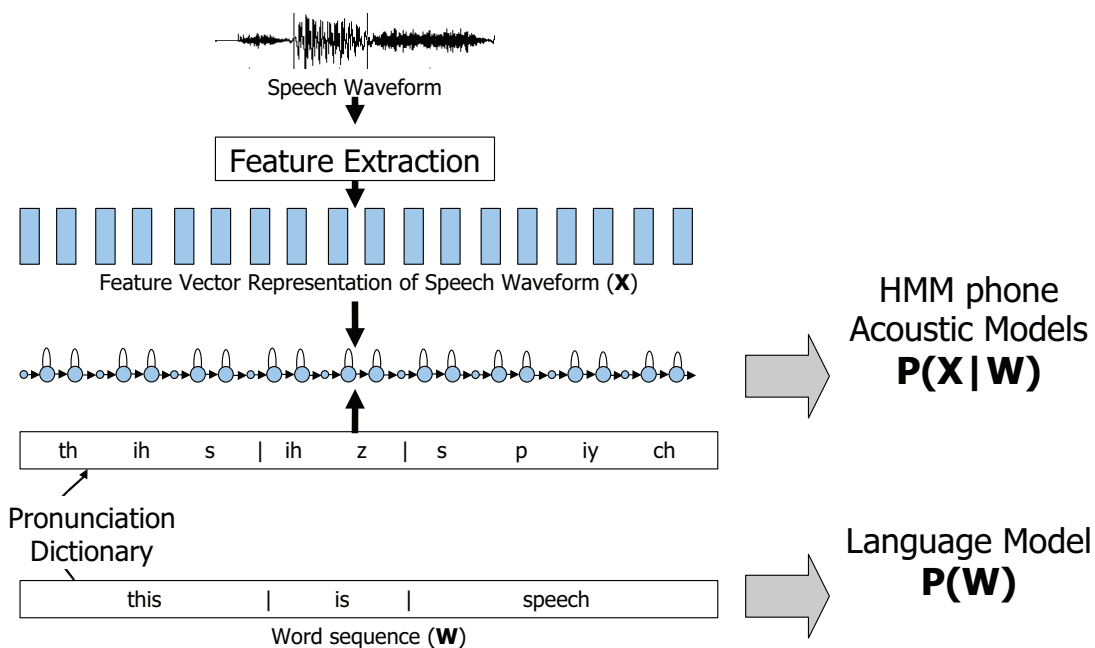 Speech Waveform
Feature Extraction
Feature Vector Representation of Speech Waveform (X)
HMM phone
Acoustic Models
P(X|W)
th ih s | ih z | s p iy ch
Pronunciation
Dictionary
Language Model
P(W)
this | is | speech
Word sequence (W)